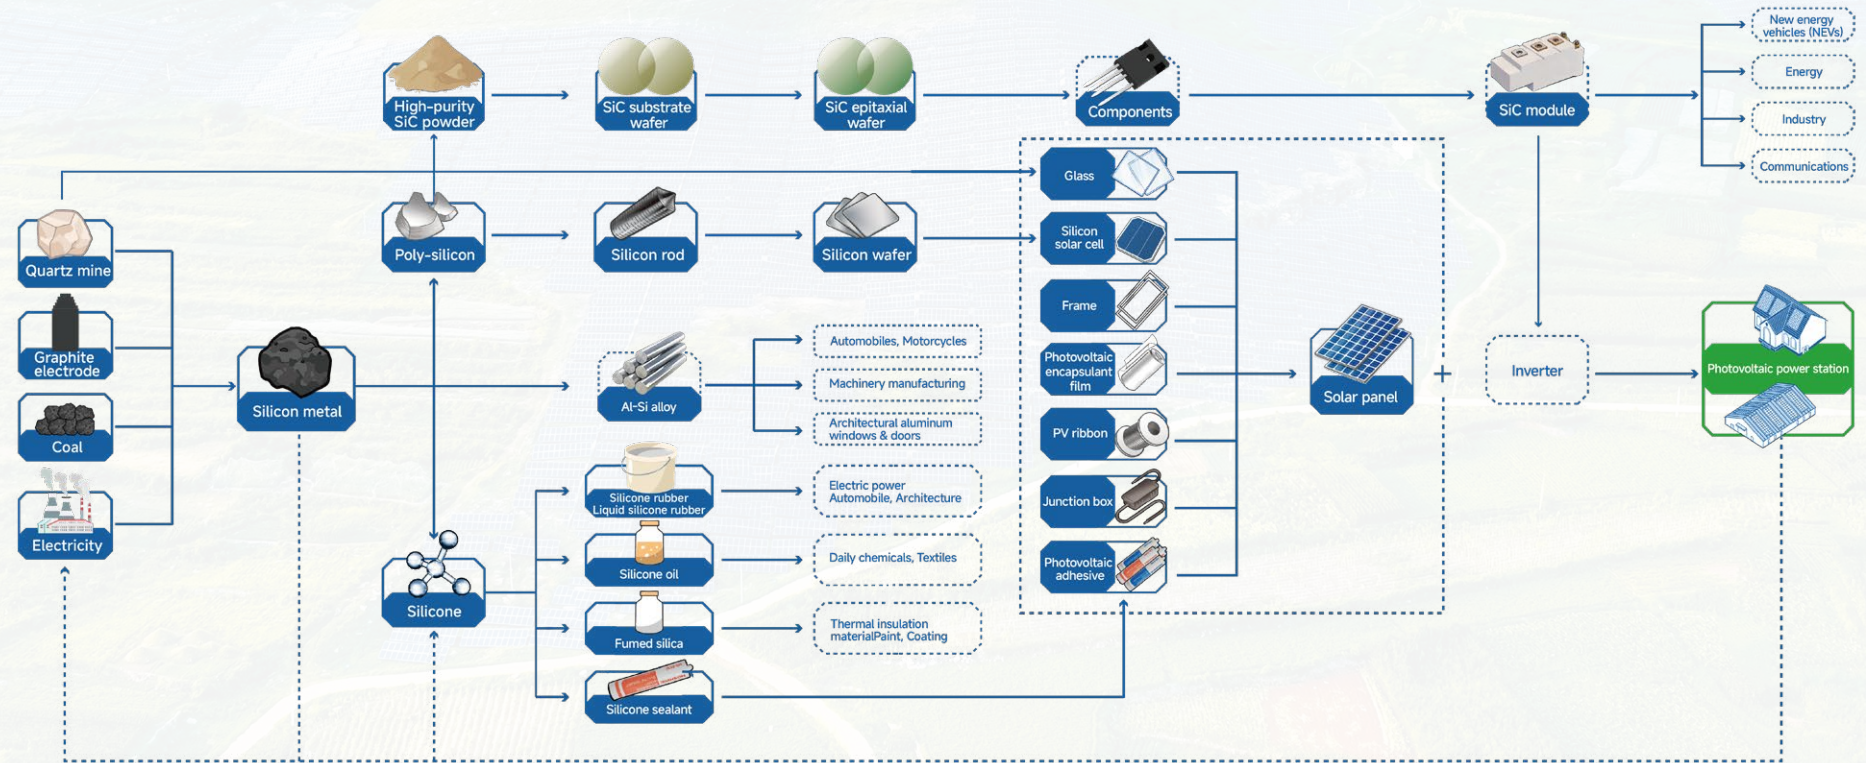 New energy
vehicles (NEVs)
Energy
Industry
Communications
High-purity
SiC powder
SiC substrate
wafer
SiC epitaxial
wafer
Components
SiC module
Quartz mine
Graphite
electrode
Coal
Electricity
Silicon metal
Poly-silicon
Silicon rod
Silicon wafer
Al-Si alloy
Automobiles, Motorcycles
Machinery manufacturing
Architectural aluminum
windows & doors
Silicone
Silicone rubber
Liquid silicone rubber
Electric power
Automobile, Architecture
Silicone oil
Daily chemicals, Textiles
Fumed silica
Thermal insulation
materialPaint, Coating
Silicone sealant
Glass
Silicon
solar cell
Frame
Photovoltaic
encapsulant
film
PV ribbon
Junction box
Photovoltaic
adhesive
Solar panel
+
Inverter
Photovoltaic power station